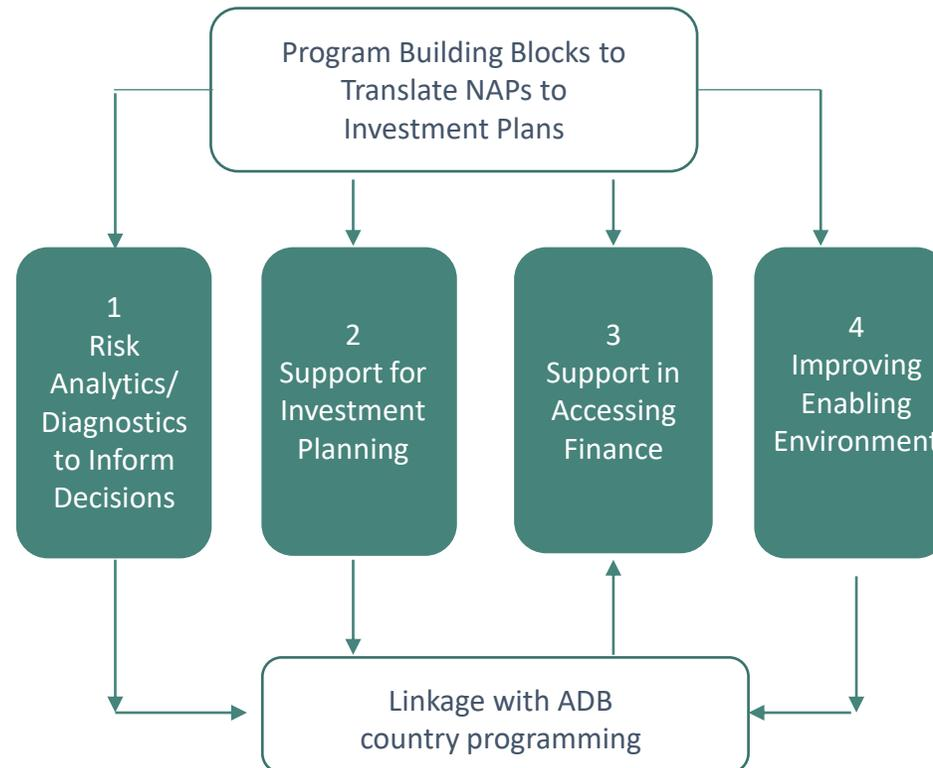 Program Building Blocks to
Translate NAPs to
Investment Plans
1
Risk
Analytics/
Diagnostics
to Inform
Decisions
2
Support for
Investment
Planning
3
Support in
Accessing
Finance
4
Improving
Enabling
Environment
Linkage with ADB
country programming